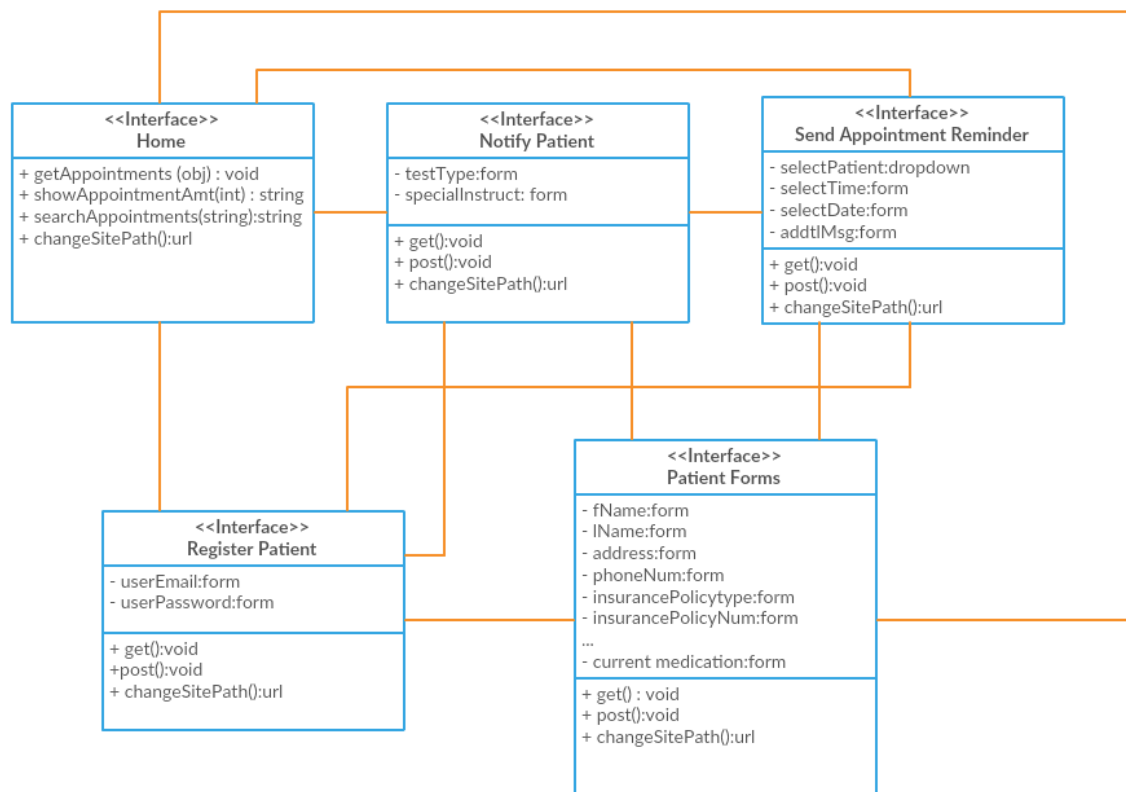 <<Interface>>
Home
+ getAppointments (obj) : void
+ showAppointmentAmt(int) : string
+ searchAppointments(string):string
+ changeSitePath():url
<<Interface>>
Notify Patient
- testType:form
- specialInstruct: form
+ get():void
+ post():void
+ changeSitePath():url
<<Interface>>
Send Appointment Reminder
- selectPatient:dropdown
- selectTime:form
- selectDate:form
- addtlMsg:form
+ get():void
+ post():void
+ changeSitePath():url
<<Interface>>
Register Patient
- userEmail:form
- userPassword:form
+ get():void
+post():void
+ changeSitePath():url
<<Interface>>
Patient Forms
- fName:form
- lName:form
- address:form
- phoneNum:form
- insurancePolicytype:form
- insurancePolicyNum:form
...
- current medication:form
+ get() : void
+ post():void
+ changeSitePath():url